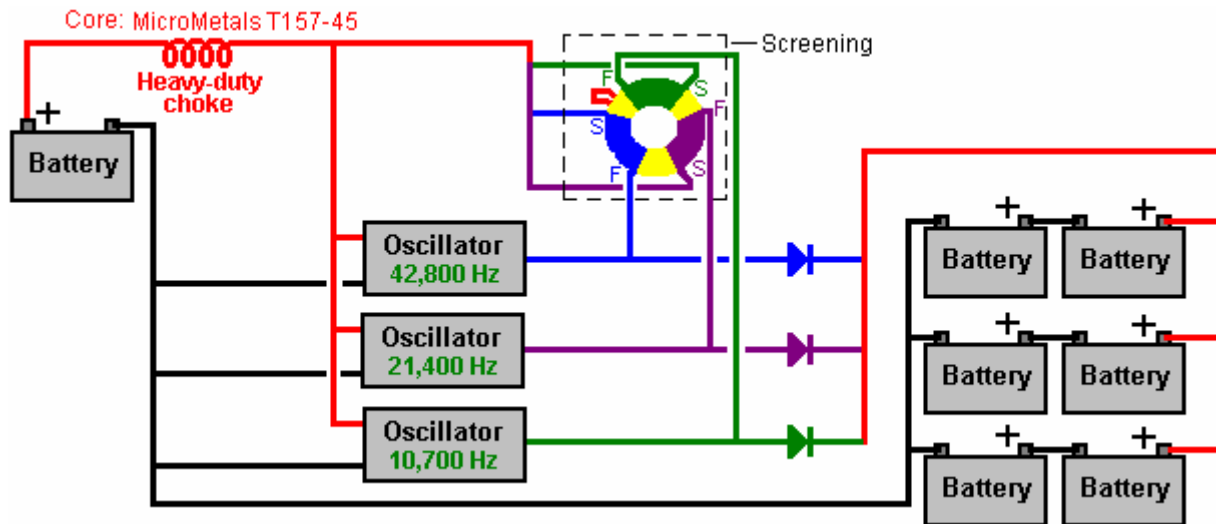 Core: MicroMetals T157-45
Heavy-duty
choke
Screening
F
S
F
S
S
F
+
Battery
Oscillator
42,800 Hz
Oscillator
21,400 Hz
Oscillator
10,700 Hz
+
+
Battery
Battery
+
+
Battery
Battery
+
+
Battery
Battery